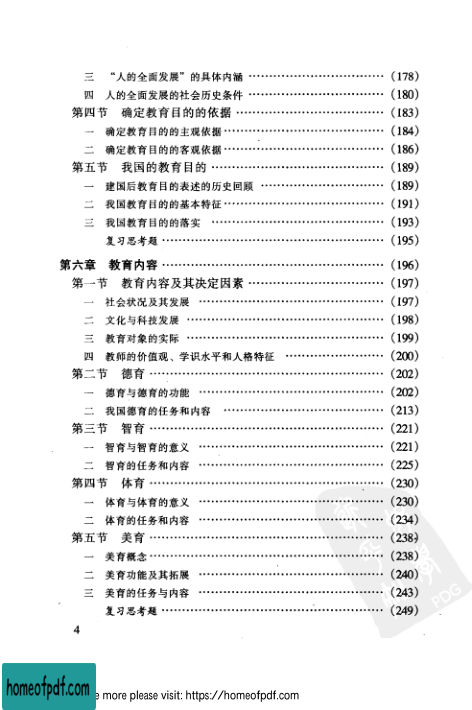 三 “人的全面发展”的具体内涵 ……………………………… (178)
四 人的全面发展的社会历史条件 ……………………………… (180)
第四节 确定教育目的的依据 ……………………………… (183)
一 确定教育目的的主观依据 ……………………………… (184)
二 确定教育目的的客观依据 ……………………………… (186)
第五节 我国的教育目的 ……………………………… (189)
一 建国后教育目的表述的历史回顾 ……………………………… (189)
二 我国教育目的的基本特征 ……………………………… (191)
三 我国教育目的的落实 ……………………………… (193)
复习思考题 ……………………………… (195)
第六章 教育内容 ……………………………… (196)
第一节 教育内容及其决定因素 ……………………………… (197)
一 社会状况及其发展 ……………………………… (197)
二 文化与科技发展 ……………………………… (198)
三 教育对象的实际 ……………………………… (199)
四 教师的价值观、学识水平和人格特征 ……………………………… (200)
第二节 德育 ……………………………… (202)
一 德育与德育的功能 ……………………………… (202)
二 我国德育的任务和内容 ……………………………… (213)
第三节 智育 ……………………………… (221)
一 智育与智育的意义 ……………………………… (221)
二 智育的任务和内容 ……………………………… (225)
第四节 体育 ……………………………… (230)
一 体育与体育的意义 ……………………………… (230)
二 体育的任务和内容 ……………………………… (234)
第五节 美育 ……………………………… (238)
一 美育概念 ……………………………… (238)
二 美育功能及其拓展 ……………………………… (240)
三 美育的任务与内容 ……………………………… (243)
复习思考题 ……………………………… (249)
PDG
4
homeofpdf.com
e more please visit: https://homeofpdf.com